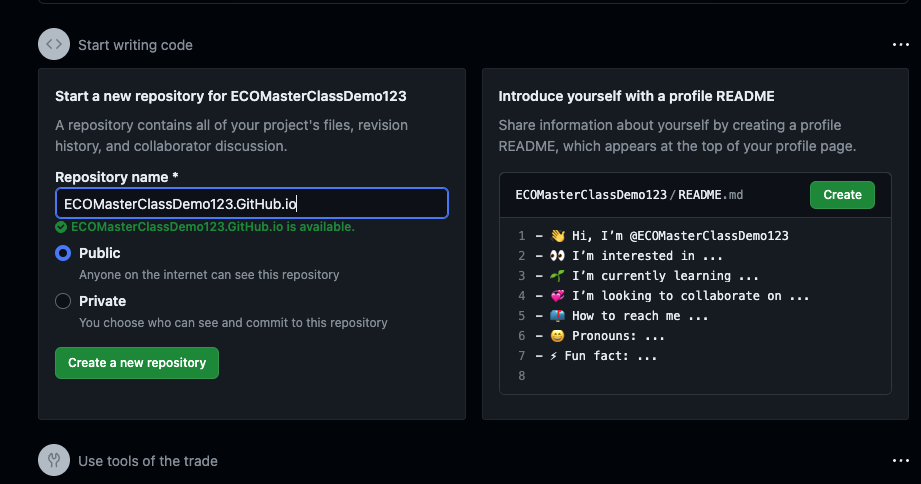 Start writing code
Start a new repository for ECOMasterClassDemo123
A repository contains all of your project's files, revision
history, and collaborator discussion.
Repository name *
ECOMasterClassDemo123.GitHub.io
ECOMasterClassDemo123.GitHub.io is available.
Public
Anyone on the internet can see this repository
Private
You choose who can see and commit to this repository
Create a new repository
Introduce yourself with a profile README
Share information about yourself by creating a profile
README, which appears at the top of your profile page.
ECOMasterClassDemo123/README.md
Create
1 - 👋 Hi, I'm @ECOMasterClassDemo123
2 - 👀 I'm interested in ...
3 - 🌱 I'm currently learning ...
4 - 💞️ I'm looking to collaborate on ...
5 - 📫 How to reach me ...
6 - 😄 Pronouns: ...
7 - ⚡ Fun fact: ...
8
Use tools of the trade